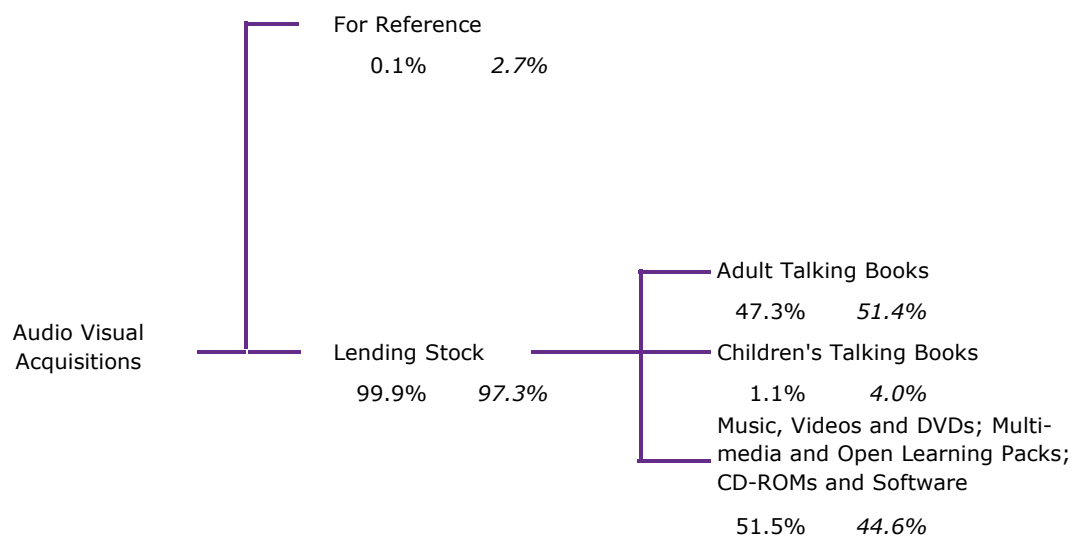 For Reference
0.1% 2.7%
Audio Visual
Acquisitions
Lending Stock
99.9% 97.3%
Adult Talking Books
47.3% 51.4%
Children's Talking Books
1.1% 4.0%
Music, Videos and DVDs; Multi-
media and Open Learning Packs;
CD-ROMs and Software
51.5% 44.6%